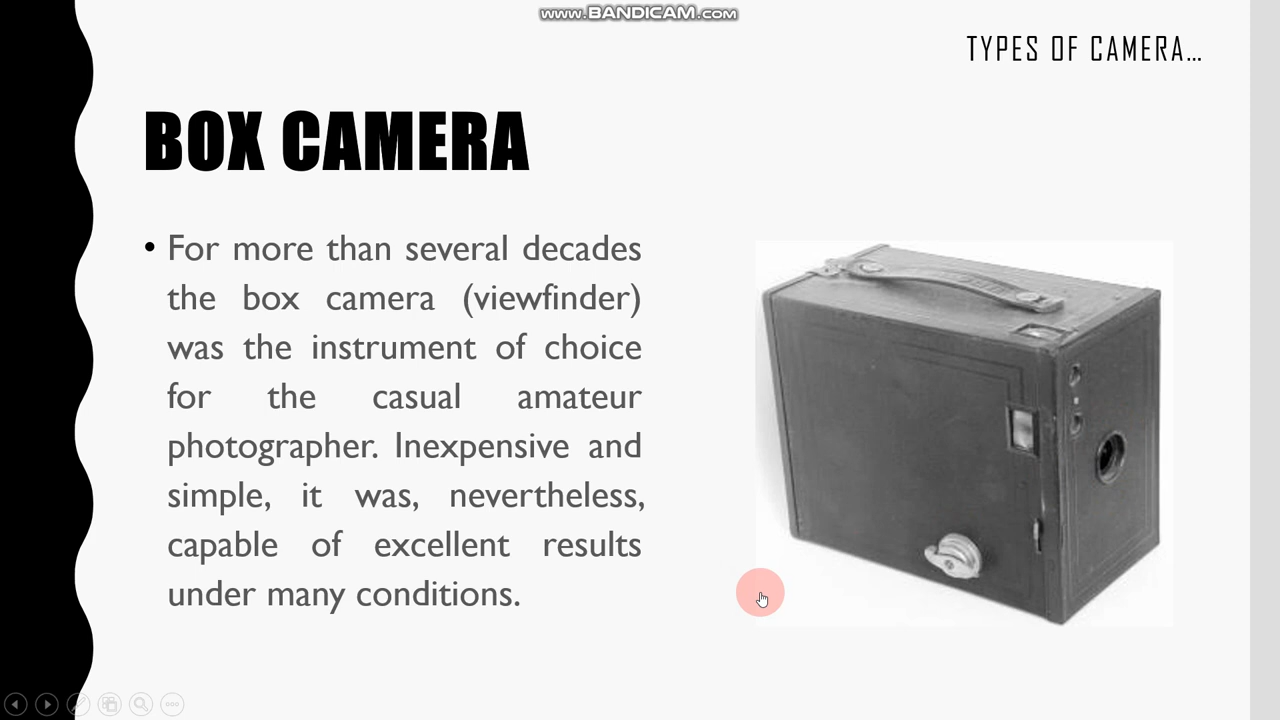 www.BANDICAM.com
TYPES OF CAMERA...
BOX CAMERA
• For more than several decades
the box camera (viewfinder)
was the instrument of choice
for the casual amateur
photographer. Inexpensive and
simple, it was, nevertheless,
capable of excellent results
under many conditions.